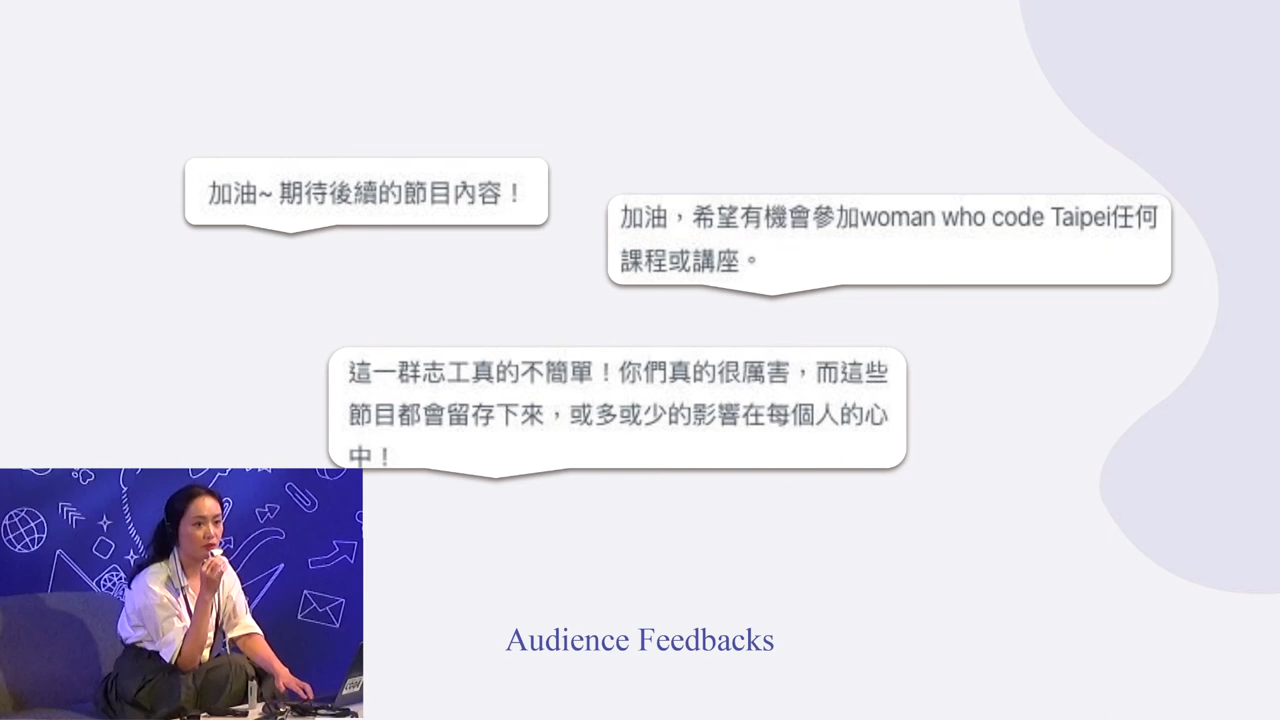 加油~ 期待後續的節目內容！
加油，希望有機會參加woman who code Taipei任何
課程或講座。
這一群志工真的不簡單！你們真的很厲害，而這些
節目都會留存下來，或多或少的影響在每個人的心
中！
Audience Feedbacks